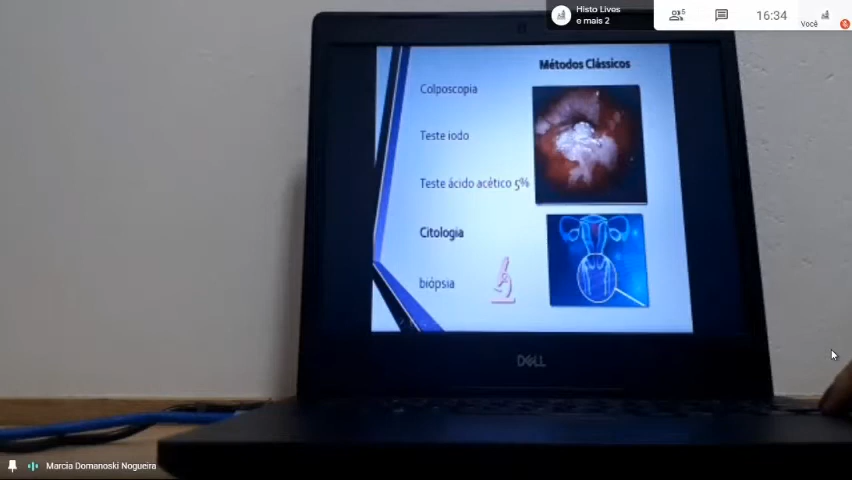 Histo Lives
e mais 2
5
16:34
Você
Métodos Clássicos
Colposcopia
Teste iodo
Teste ácido acético 5%
Citologia
biópsia
DELL
Marcia Domanoski Nogueira